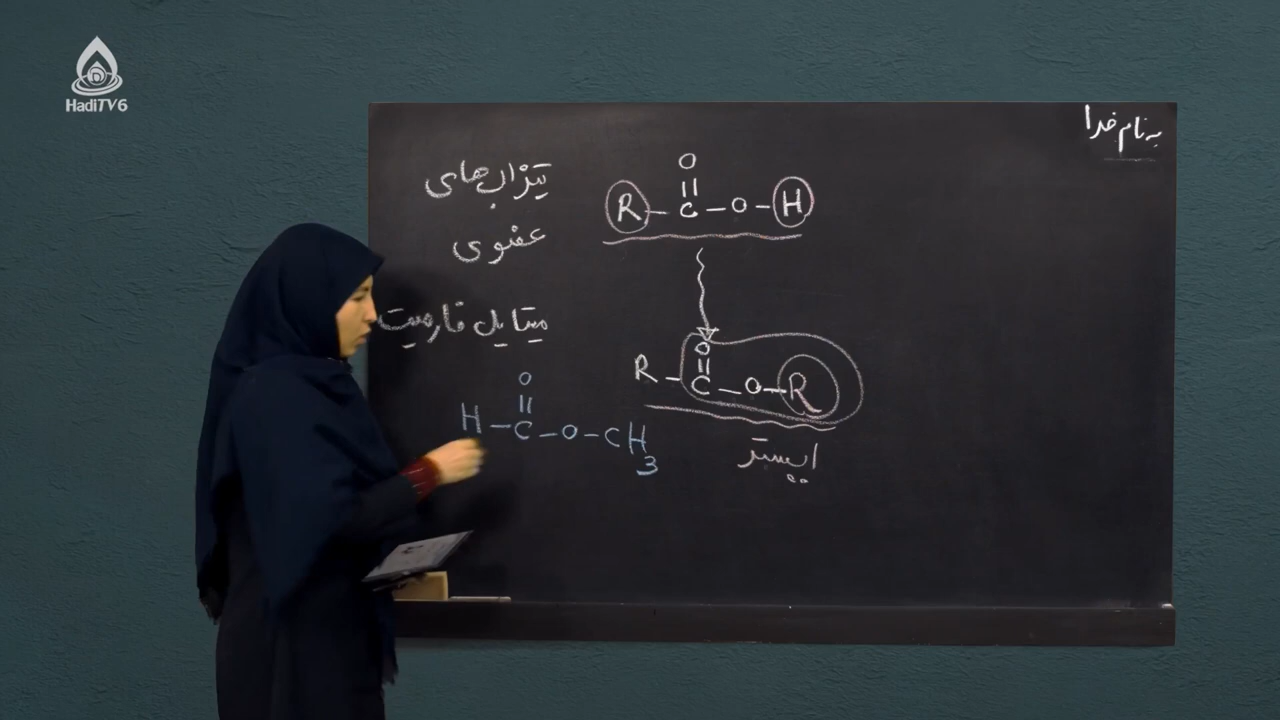 HadiTV6
به نام خدا
تیزاب های
عضوی
O
||
R – C – O – H
میتایل فارمیت
O
||
H – C – O – CH3
O
||
R – C – O – R
ایستر